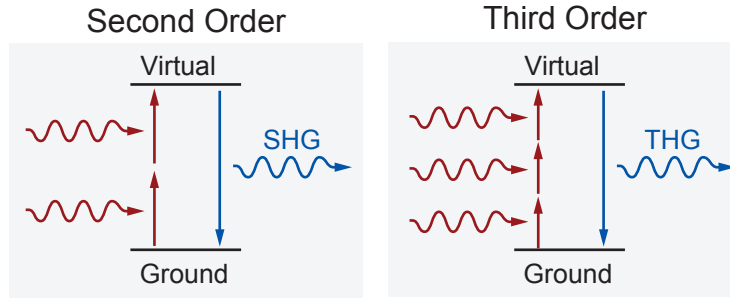 Second Order
Virtual
SHG
Ground
Third Order
Virtual
THG
Ground